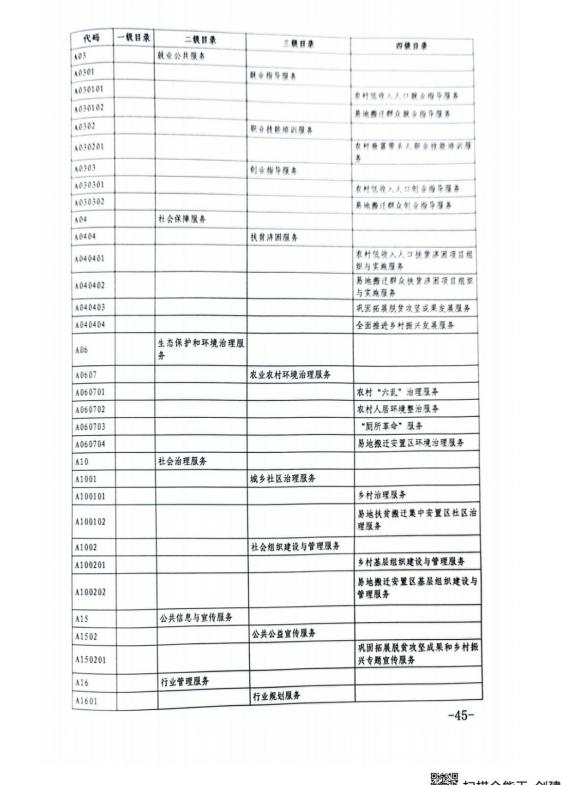 代码 一级目录 二级目录 三级目录 四级目录
A03 就业公共服务
A0301 就业指导服务
A030101 农村低收入人口就业指导服务
A030102 易地搬迁群众就业指导服务
A0302 职业技能培训服务
A030201 农村致富带头人职业技能培训服
务
A0303 创业指导服务
A030301 农村低收入人口创业指导服务
A030302 易地搬迁群众创业指导服务
A04 社会保障服务
A0404 扶贫济困服务
A040401 农村低收入人口扶贫济困项目组
织与实施服务
A040402 易地搬迁群众扶贫济困项目组织
与实施服务
A040403 巩固拓展脱贫攻坚成果发展服务
A040404 全面推进乡村振兴发展服务
A06 生态保护和环境治理服
务
A0607 农业农村环境治理服务
A060701 农村“六乱”治理服务
A060702 农村人居环境整治服务
A060703 “厕所革命”服务
A060704 易地搬迁安置区环境治理服务
A10 社会治理服务
A1001 城乡社区治理服务
A100101 乡村治理服务
A100102 易地扶贫搬迁集中安置区社区治
理服务
A1002 社会组织建设与管理服务
A100201 乡村基层组织建设与管理服务
A100202 易地搬迁安置区基层组织建设与
管理服务
A15 公共信息与宣传服务
A1502 公共公益宣传服务
A150201 巩固拓展脱贫攻坚成果和乡村振
兴专题宣传服务
A16 行业管理服务
A1601 行业规划服务
-45-
扫描全能王 创建